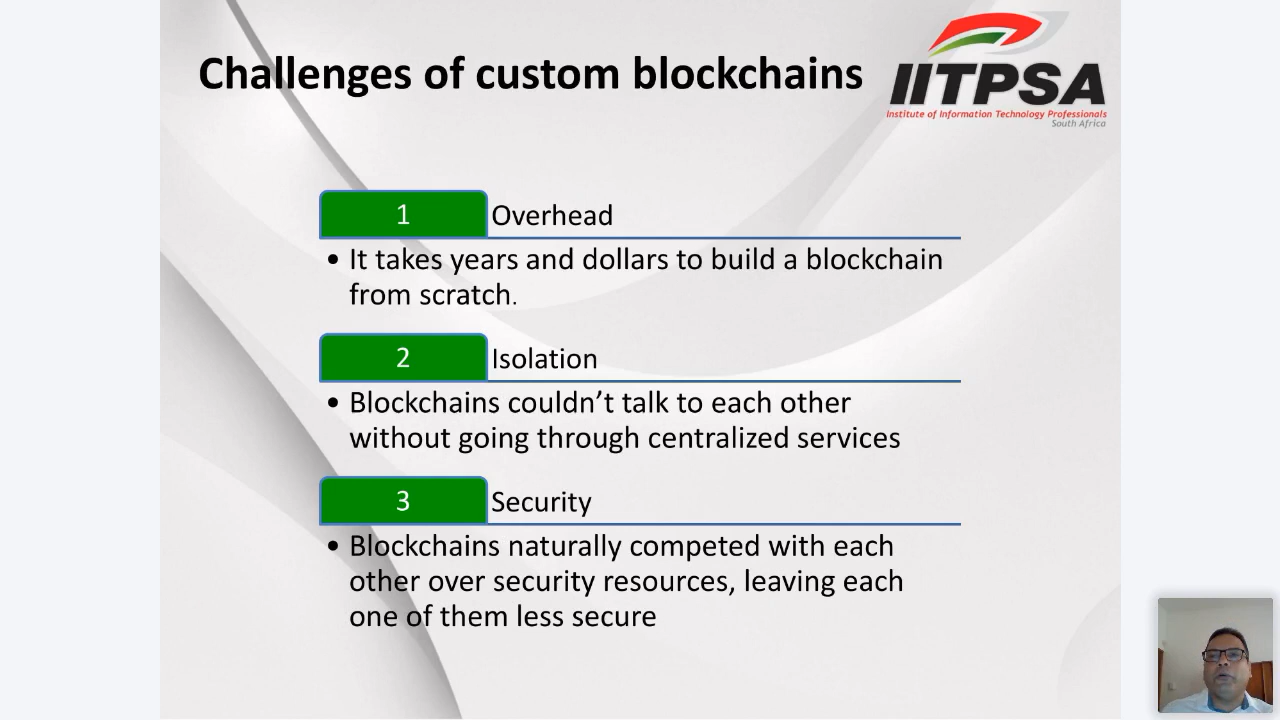 Challenges of custom blockchains
IITPSA
Institute of Information Technology Professionals
South Africa
1
Overhead
• It takes years and dollars to build a blockchain
from scratch.
2
Isolation
• Blockchains couldn’t talk to each other
without going through centralized services
3
Security
• Blockchains naturally competed with each
other over security resources, leaving each
one of them less secure